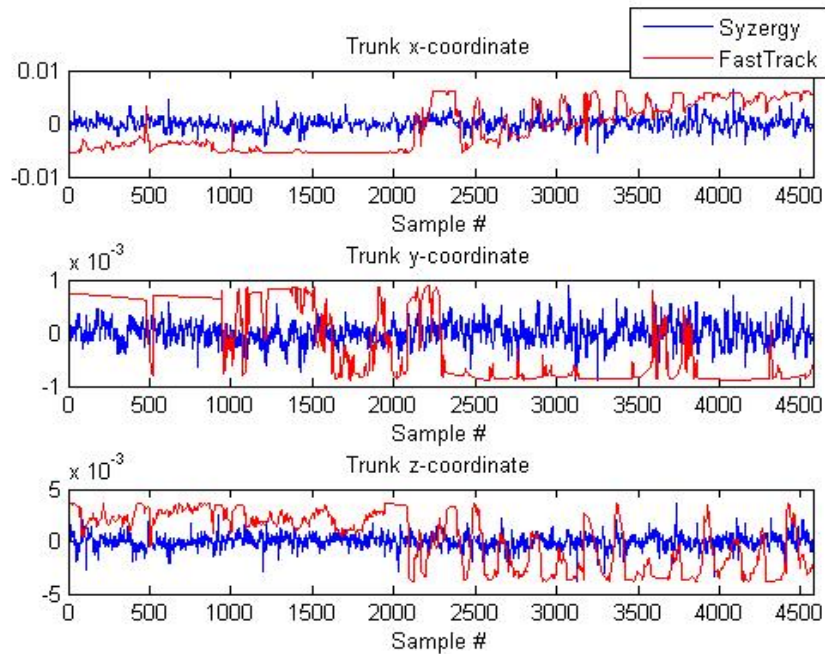 Syzergy
FastTrack
Trunk x-coordinate
0.01
0
-0.01
0 500 1000 1500 2000 2500 3000 3500 4000 4500
Sample #
Trunk y-coordinate
x 10^-3
1
0
-1
0 500 1000 1500 2000 2500 3000 3500 4000 4500
Sample #
Trunk z-coordinate
x 10^-3
5
0
-5
0 500 1000 1500 2000 2500 3000 3500 4000 4500
Sample #